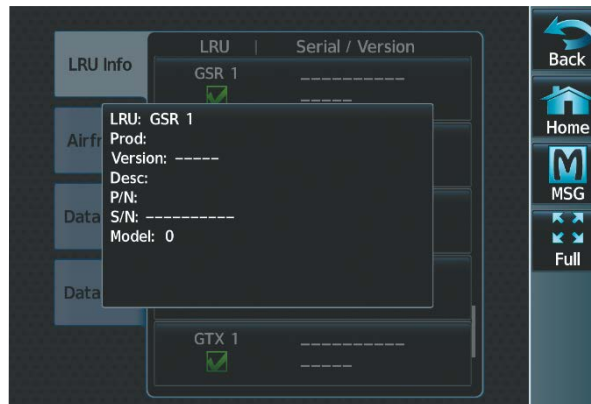 LRU Info
LRU | Serial / Version
GSR 1
----------
-----
LRU: GSR 1
Prod:
Version: -----
Desc:
P/N:
S/N: ----------
Model: 0
Airfr
Data
Data
GTX 1
----------
-----
Back
Home
MSG
Full